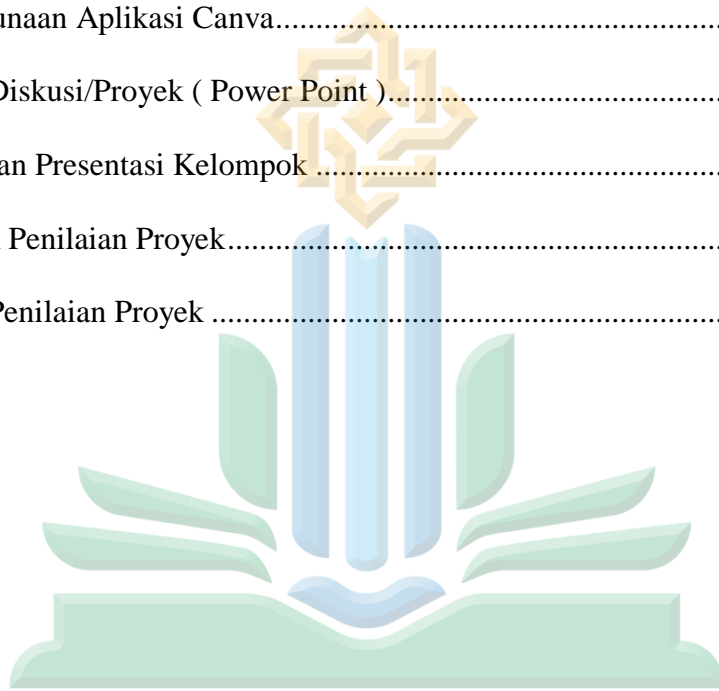 unaan Aplikasi Canva..........................................................
Diskusi/Proyek ( Power Point )..........................................
an Presentasi Kelompok ....................................................
Penilaian Proyek................................................................
Penilaian Proyek ..................................................................